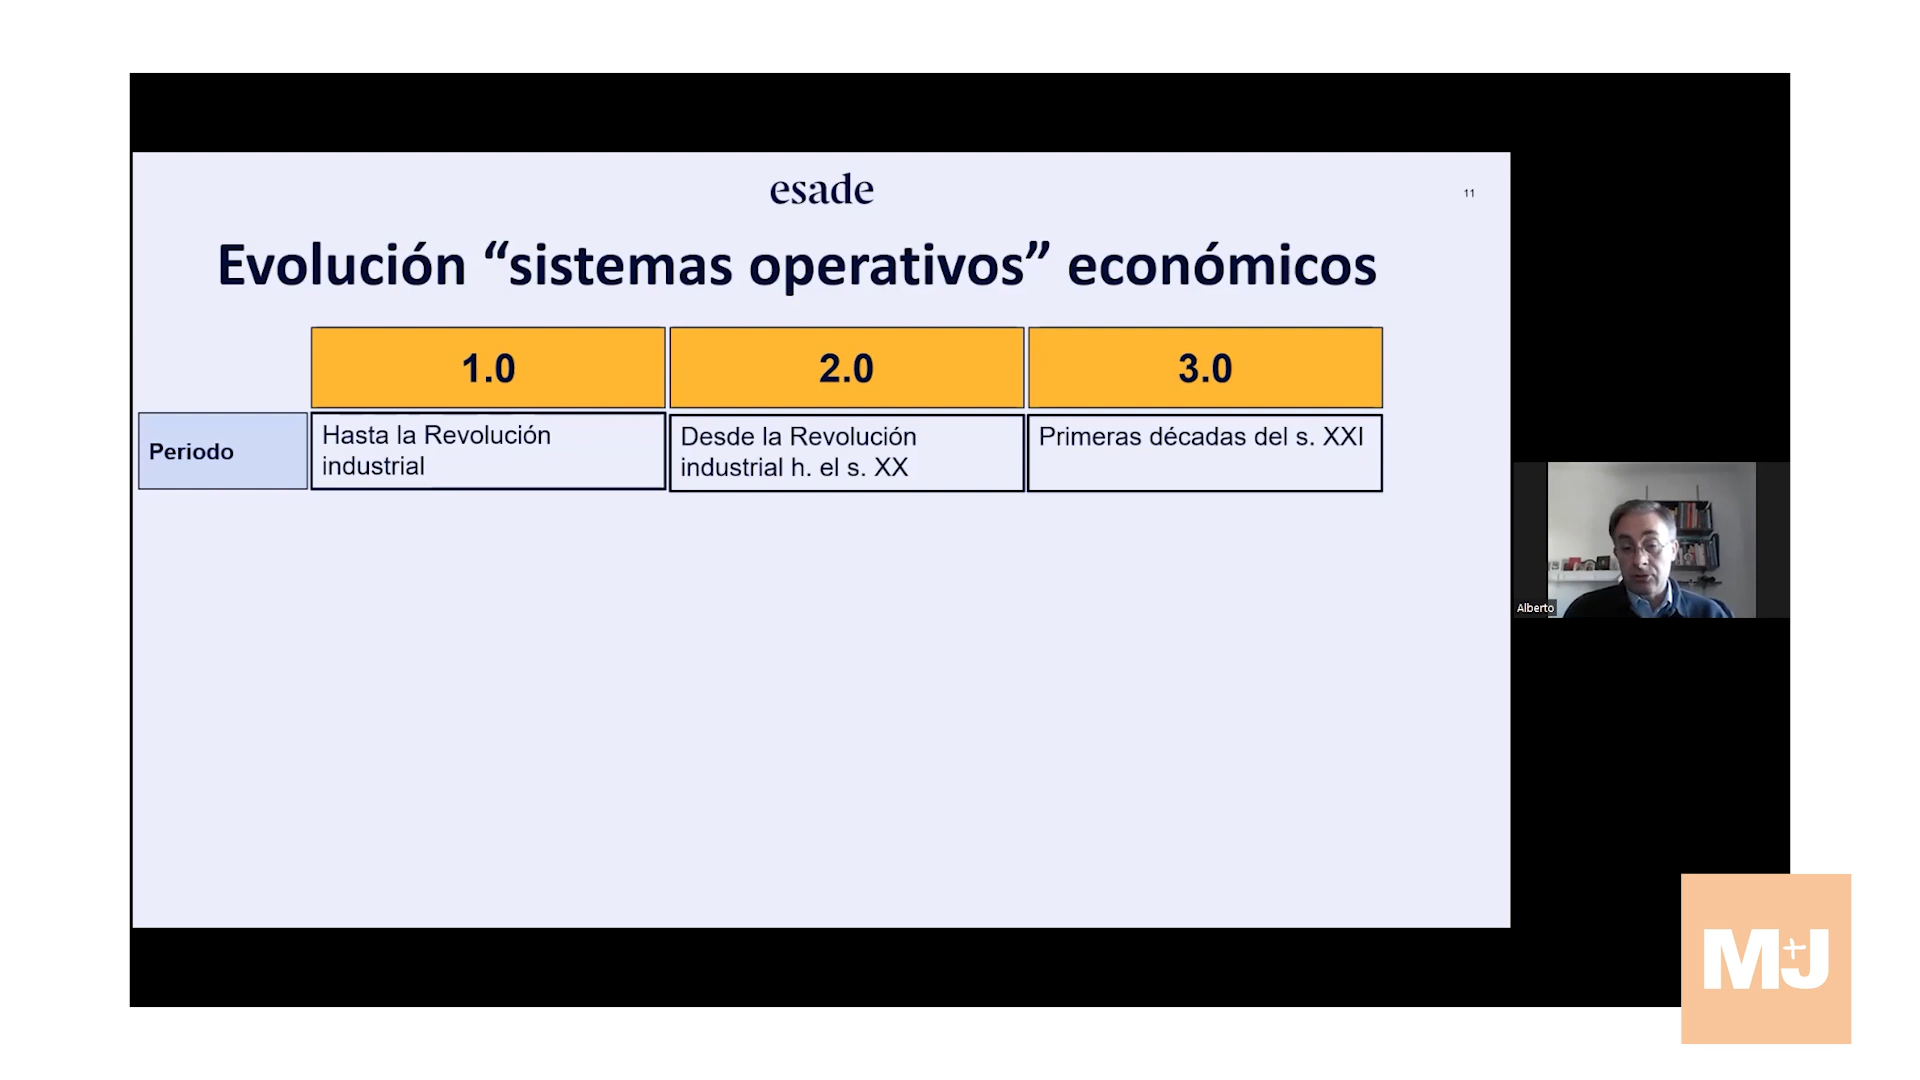 esade
11
Evolución “sistemas operativos” económicos
1.0
2.0
3.0
Periodo
Hasta la Revolución
industrial
Desde la Revolución
industrial h. el s. XX
Primeras décadas del s. XXI
Alberto
M+J